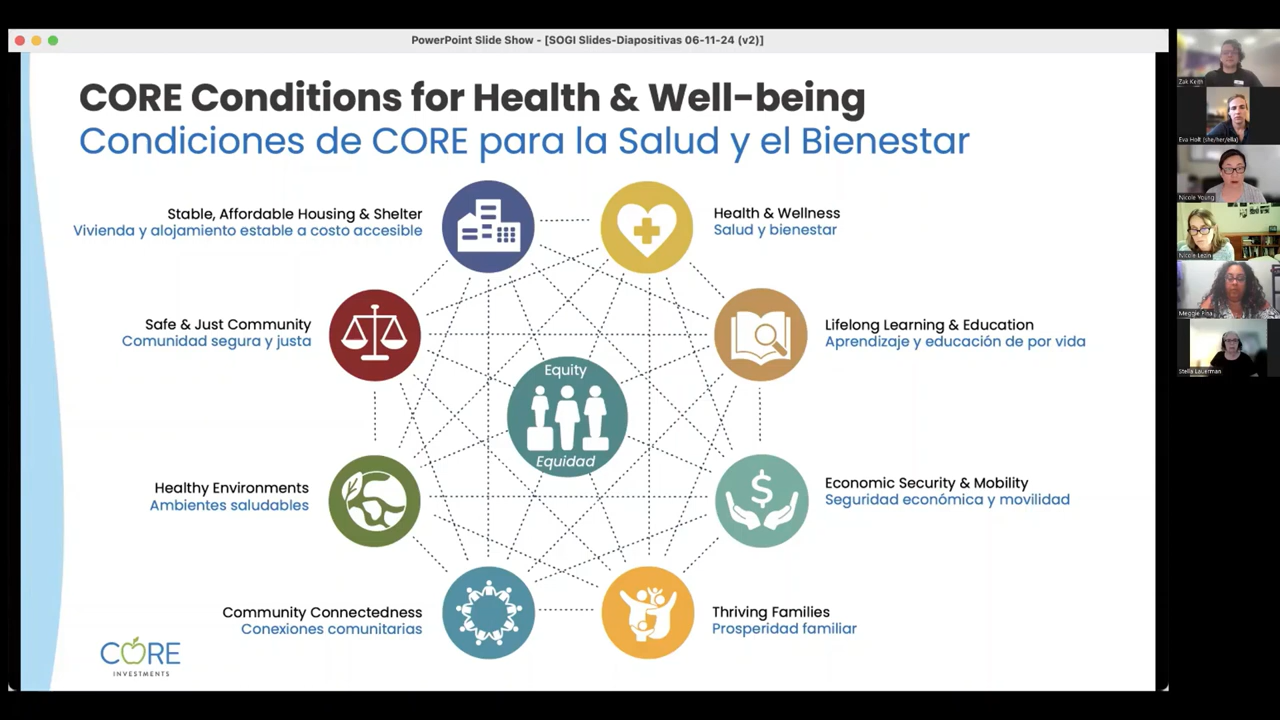 PowerPoint Slide Show - [SOGI Slides-Diapositivas 06-11-24 (v2)]
CORE Conditions for Health & Well-being
Condiciones de CORE para la Salud y el Bienestar
Stable, Affordable Housing & Shelter
Vivienda y alojamiento estable a costo accesible
Health & Wellness
Salud y bienestar
Safe & Just Community
Comunidad segura y justa
Lifelong Learning & Education
Aprendizaje y educación de por vida
Equity
Equidad
Healthy Environments
Ambientes saludables
Economic Security & Mobility
Seguridad económica y movilidad
Community Connectedness
Conexiones comunitarias
Thriving Families
Prosperidad familiar
CORE
INVESTMENTS
Zak Keith
Eva Holt (she/her/ella)
Nicole Young
Nicole Lezin
Meggie Pina
Stella Lauerman